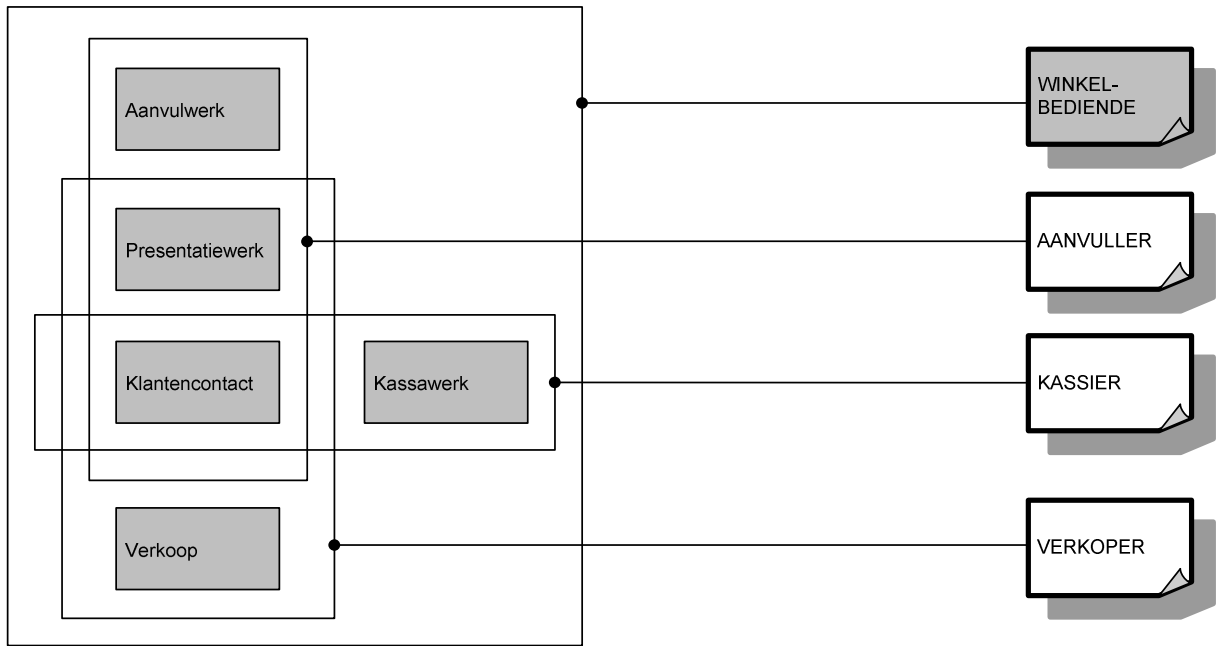 Aanvulwerk
Presentatiewerk
Klantencontact
Kassawerk
Verkoop
WINKEL-
BEDIENDE
AANVULLER
KASSIER
VERKOPER